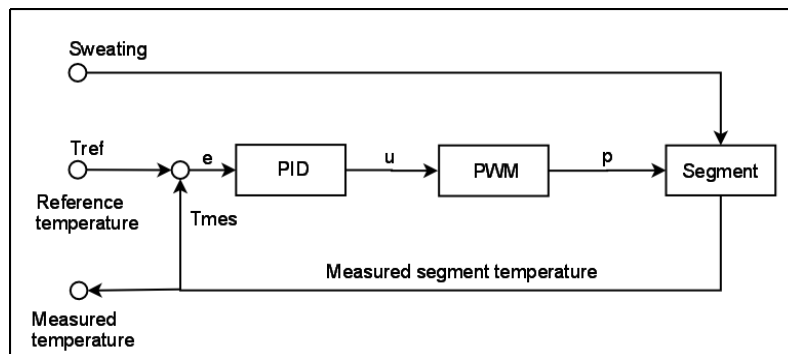 Sweating
Tref
e
PID
u
PWM
p
Segment
Reference
temperature
Tmes
Measured segment temperature
Measured
temperature